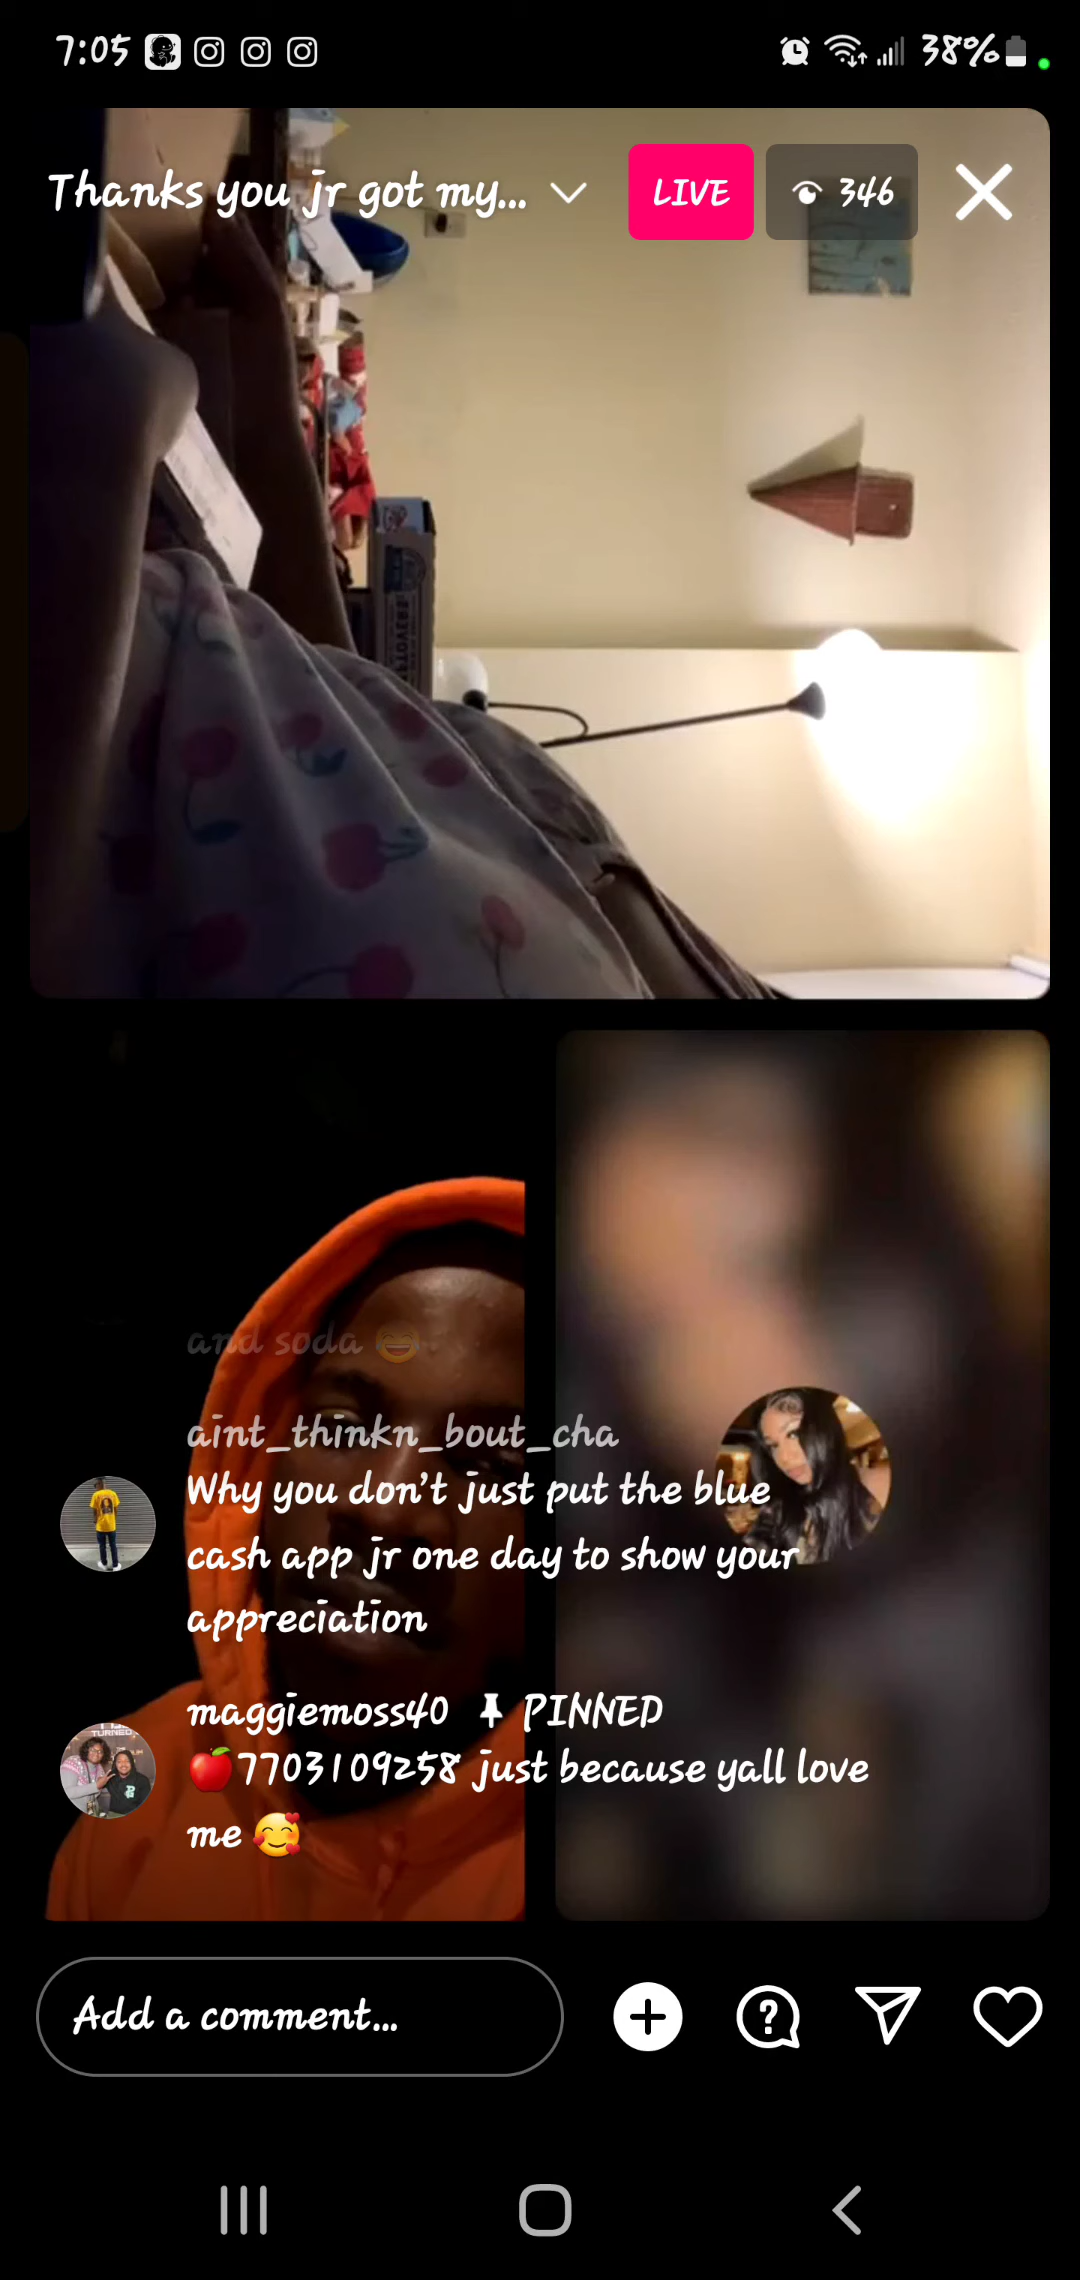 7:05
38%
Thanks you jr got my...
LIVE
346
and soda 😂
aint_thinkn_bout_cha
Why you don't just put the blue
cash app jr one day to show your
appreciation
maggiemoss40 📌 PINNED
🍎7703109258 just because yall love
me 🥰
Add a comment...